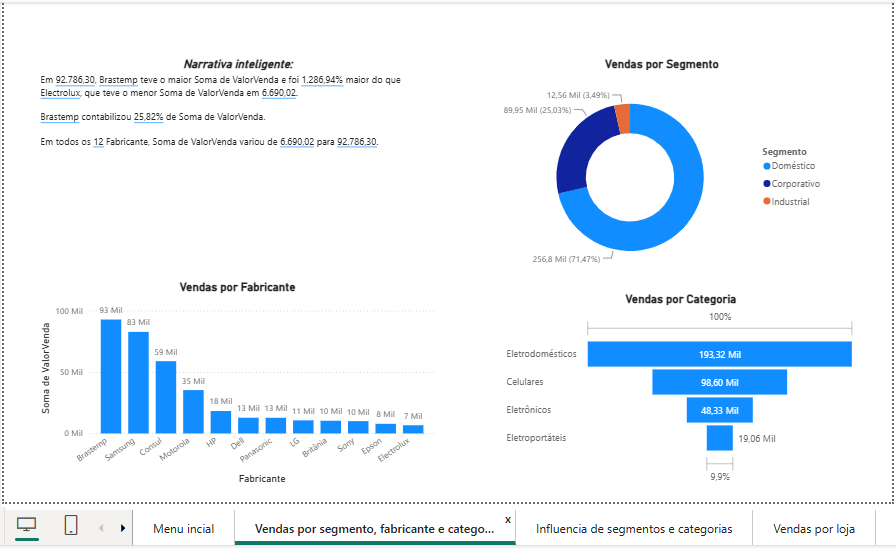 Narrativa inteligente:
Em 92.786,30, Brastemp teve o maior Soma de ValorVenda e foi 1.286,94% maior do que
Electrolux, que teve o menor Soma de ValorVenda em 6.690,02.
Brastemp contabilizou 25,82% de Soma de ValorVenda.
Em todos os 12 Fabricante, Soma de ValorVenda variou de 6.690,02 para 92.786,30.
Vendas por Segmento
12,56 Mil (3,49%)
89,95 Mil (25,03%)
256,8 Mil (71,47%)
Segmento
Doméstico
Corporativo
Industrial
Vendas por Fabricante
Soma de ValorVenda
100 Mil
50 Mil
0 Mil
93 Mil
83 Mil
59 Mil
35 Mil
18 Mil
13 Mil
13 Mil
11 Mil
10 Mil
10 Mil
8 Mil
7 Mil
Brastemp
Samsung
Consul
Motorola
HP
Dell
Panasonic
LG
Britânia
Sony
Epson
Electrolux
Fabricante
Vendas por Categoria
100%
Eletrodomésticos
193,32 Mil
Celulares
98,60 Mil
Eletrônicos
48,33 Mil
Eletroportáteis
19,06 Mil
9,9%
Menu incial
Vendas por segmento, fabricante e catego...
x
Influencia de segmentos e categorias
Vendas por loja